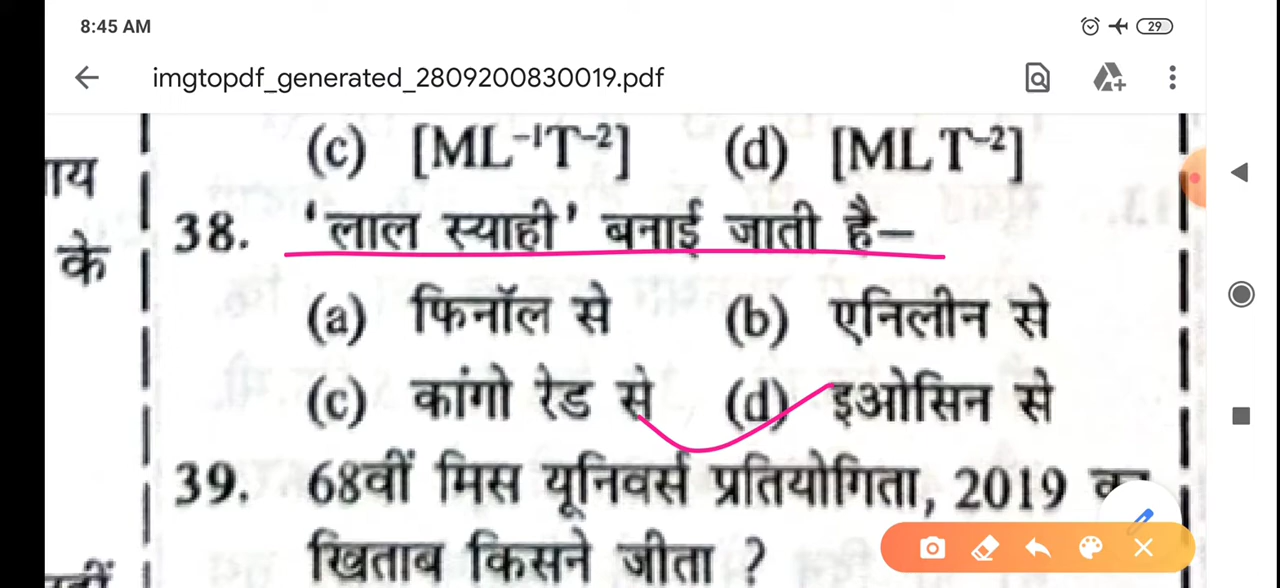 8:45 AM
29
imgtopdf_generated_2809200830019.pdf
(c) [ML⁻¹T⁻²] (d) [MLT⁻²]
के
38. ‘लाल स्याही’ बनाई जाती है–
(a) फिनॉल से (b) एनिलीन से
(c) कांगो रेड से (d) इओसिन से
39. 68वीं मिस यूनिवर्स प्रतियोगिता, 2019
खिताब किसने जीता ?